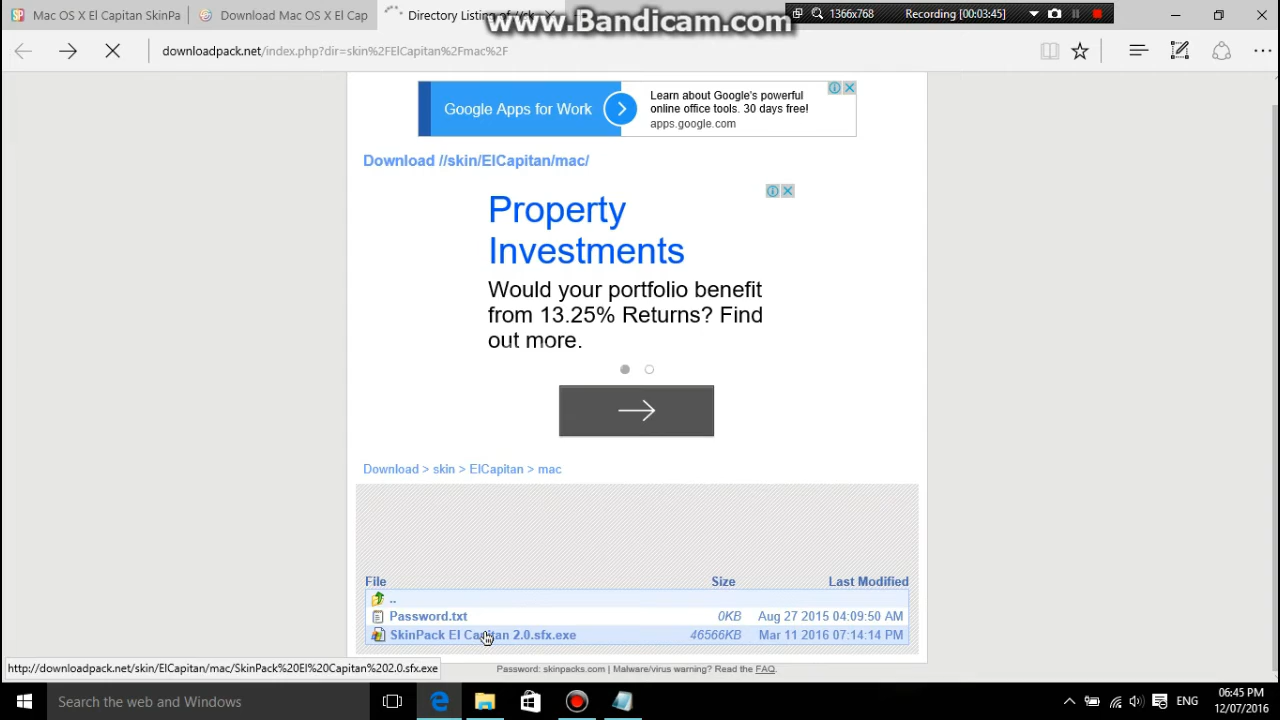 Mac OS X El Capitan SkinPa
Download Mac OS X El Cap
Directory Listing of //sk
www.Bandicam.com
1366x768
Recording [00:03:45]
downloadpack.net/index.php?dir=skin%2FElCapitan%2Fmac%2F
Google Apps for Work
Learn about Google's powerful
online office tools. 30 days free!
apps.google.com
Download //skin/ElCapitan/mac/
Property
Investments
Would your portfolio benefit
from 13.25% Returns? Find
out more.
Download > skin > ElCapitan > mac
File Size Last Modified
..
Password.txt 0KB Aug 27 2015 04:09:50 AM
SkinPack El Capitan 2.0.sfx.exe 46566KB Mar 11 2016 07:14:14 PM
http://downloadpack.net/skin/ElCapitan/mac/SkinPack%20El%20Capitan%202.0.sfx.exe
Password: skinpacks.com | Malware/virus warning? Read the FAQ.
Search the web and Windows
ENG
06:45 PM
12/07/2016